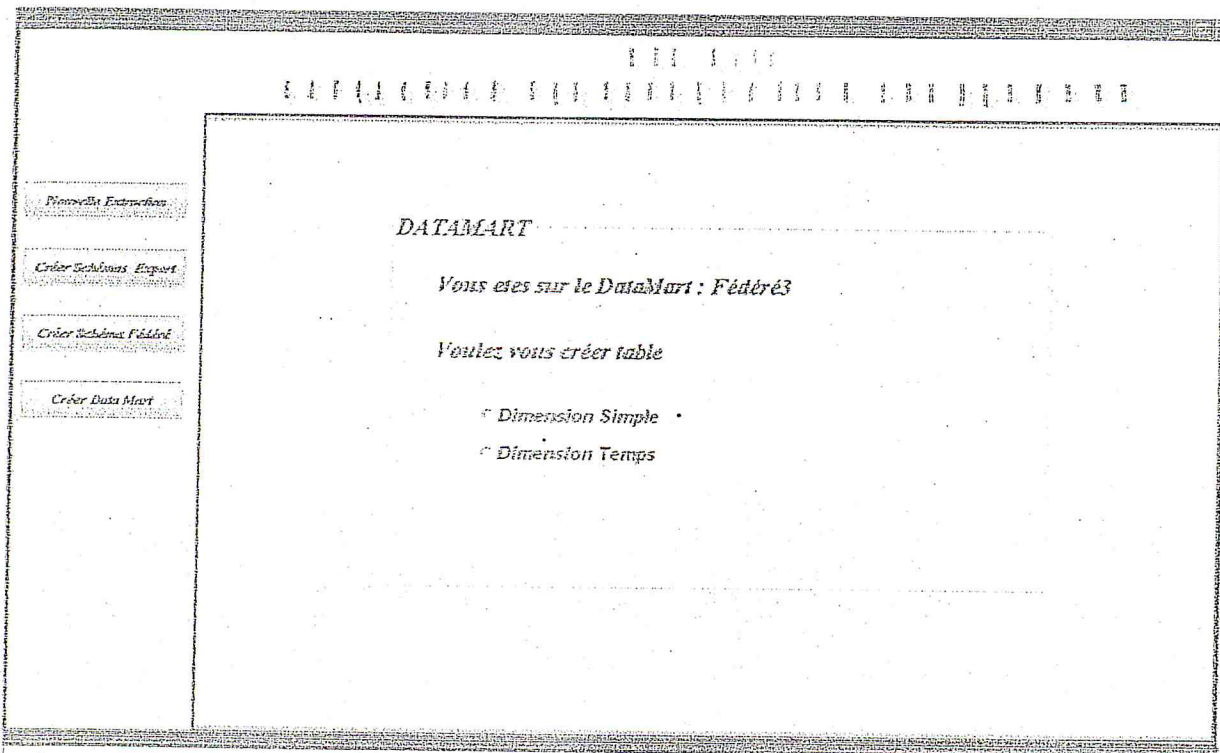 Nouvelle Extraction
Créer Schémas Export
Créer Schéma Fédéré
Créer Data Mart
DATAMART
Vous etes sur le DataMart : Fédéré3
Voulez vous créer table
Dimension Simple
Dimension Temps